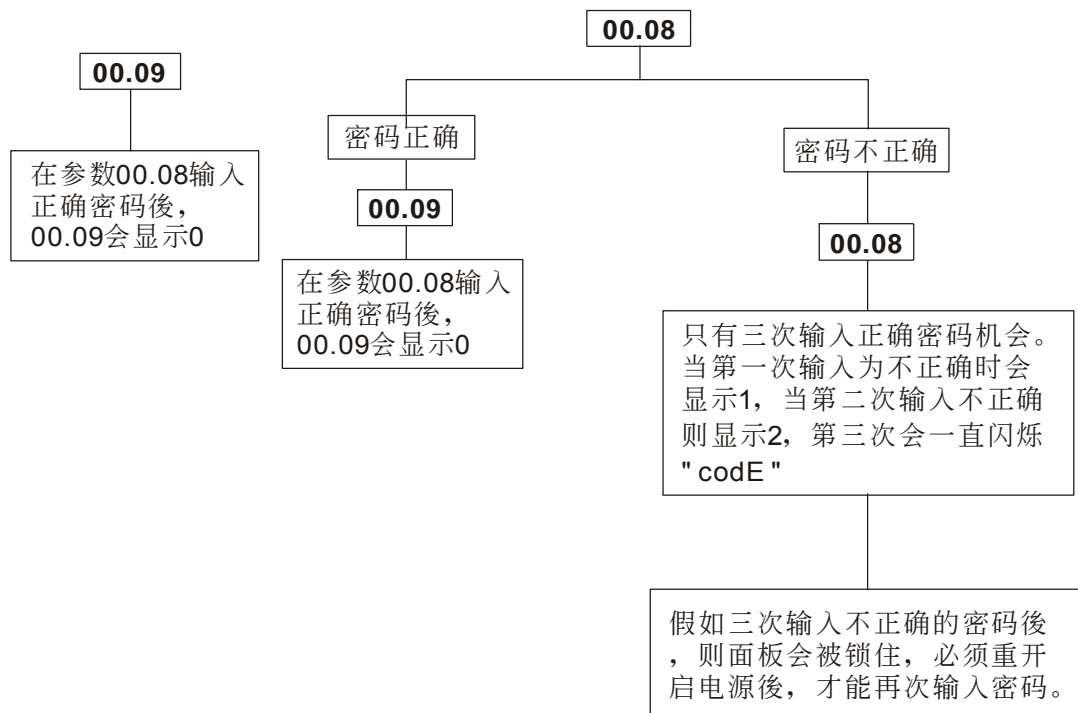 00.09
在参数00.08输入
正确密码後，
00.09会显示0
00.08
密码正确
00.09
在参数00.08输入
正确密码後，
00.09会显示0
密码不正确
00.08
只有三次输入正确密码机会。
当第一次输入为不正确时会
显示1，当第二次输入不正确
则显示2，第三次会一直闪烁
"codE"
假如三次输入不正确的密码後
，则面板会被锁住，必须重开
启电源後，才能再次输入密码。